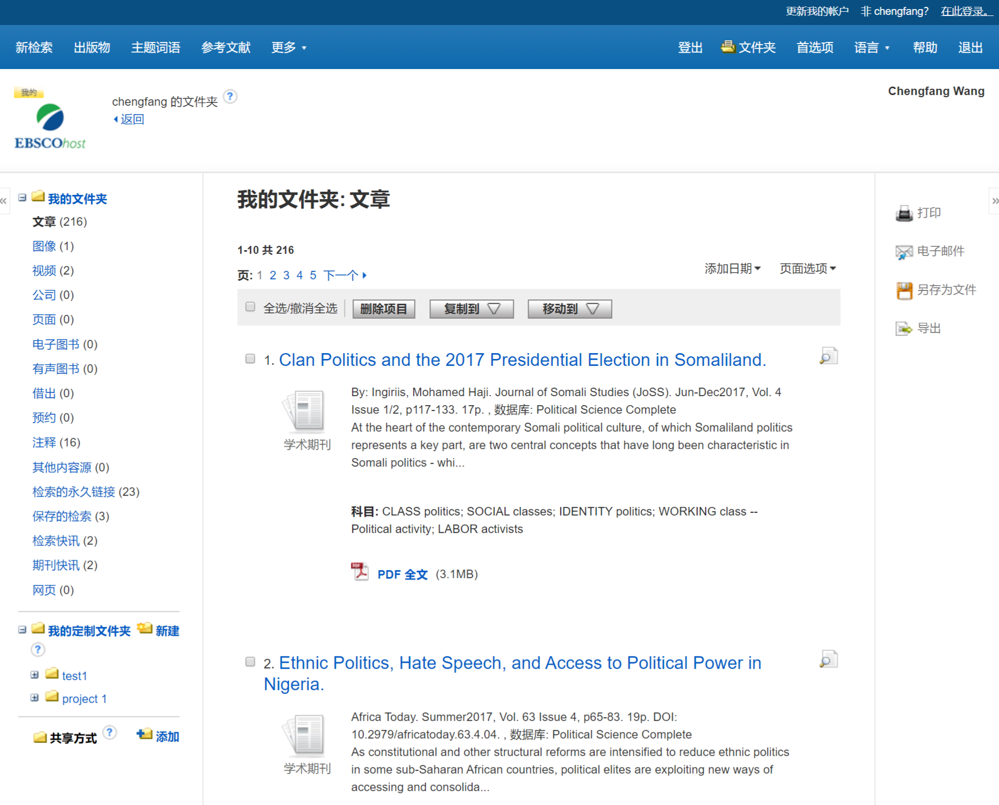 更新我的帐户 非 chengfang? 在此登录。
新检索 出版物 主题词语 参考文献 更多 登出 文件夹 首选项 语言 帮助 退出
我的
EBSCOhost
chengfang 的文件夹 ?
返回
Chengfang Wang
«
我的文件夹
文章 (216)
图像 (1)
视频 (2)
公司 (0)
页面 (0)
电子图书 (0)
有声图书 (0)
借出 (0)
预约 (0)
注释 (16)
其他内容源 (0)
检索的永久链接 (23)
保存的检索 (3)
检索快讯 (2)
期刊快讯 (2)
网页 (0)
我的定制文件夹 新建
?
test1
project 1
共享方式 ? 添加
我的文件夹: 文章
1-10 共 216
页: 1 2 3 4 5 下一个
添加日期 页面选项
全选/撤消全选 删除项目 复制到 移动到
1. Clan Politics and the 2017 Presidential Election in Somaliland.
学术期刊
By: Ingiriis, Mohamed Haji. Journal of Somali Studies (JoSS). Jun-Dec2017, Vol. 4
Issue 1/2, p117-133. 17p. , 数据库: Political Science Complete
At the heart of the contemporary Somali political culture, of which Somaliland politics
represents a key part, are two central concepts that have long been characteristic in
Somali politics - whi...
科目: CLASS politics; SOCIAL classes; IDENTITY politics; WORKING class --
Political activity; LABOR activists
PDF PDF 全文 (3.1MB)
2. Ethnic Politics, Hate Speech, and Access to Political Power in
Nigeria.
学术期刊
Africa Today. Summer2017, Vol. 63 Issue 4, p65-83. 19p. DOI:
10.2979/africatoday.63.4.04. , 数据库: Political Science Complete
As constitutional and other structural reforms are intensified to reduce ethnic politics
in some sub-Saharan African countries, political elites are exploiting new ways of
accessing and consolida...
»
打印
电子邮件
另存为文件
导出